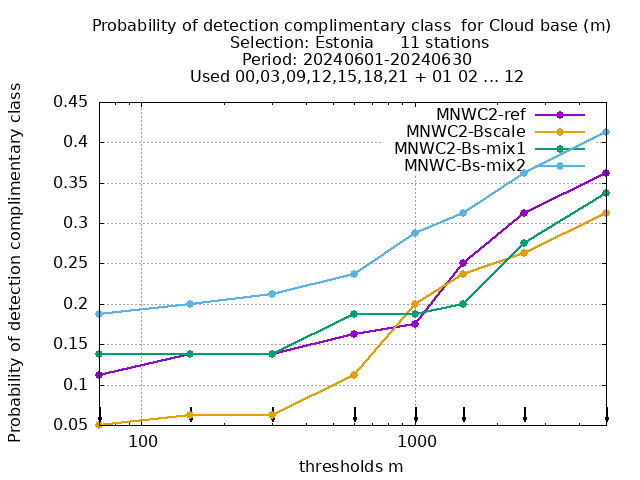 Probability of detection complimentary class  for Cloud base (m)
Selection: Estonia     11 stations
Period: 20240601-20240630
Used 00,03,09,12,15,18,21 + 01 02 ... 12
Probability of detection complimentary class
0.45
0.4
0.35
0.3
0.25
0.2
0.15
0.1
0.05
MNWC2-ref
MNWC2-Bscale
MNWC2-Bs-mix1
MNWC-Bs-mix2
100
1000
thresholds m